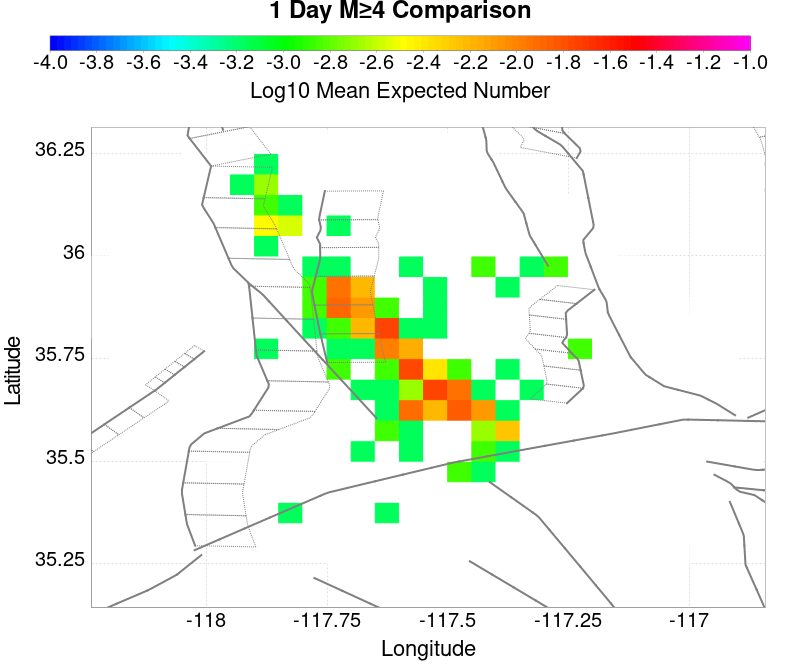 1 Day M≥4 Comparison
-4.0 -3.8 -3.6 -3.4 -3.2 -3.0 -2.8 -2.6 -2.4 -2.2 -2.0 -1.8 -1.6 -1.4 -1.2 -1.0
Log10 Mean Expected Number
36.25
36
35.75
35.5
35.25
Latitude
-118 -117.75 -117.5 -117.25 -117
Longitude